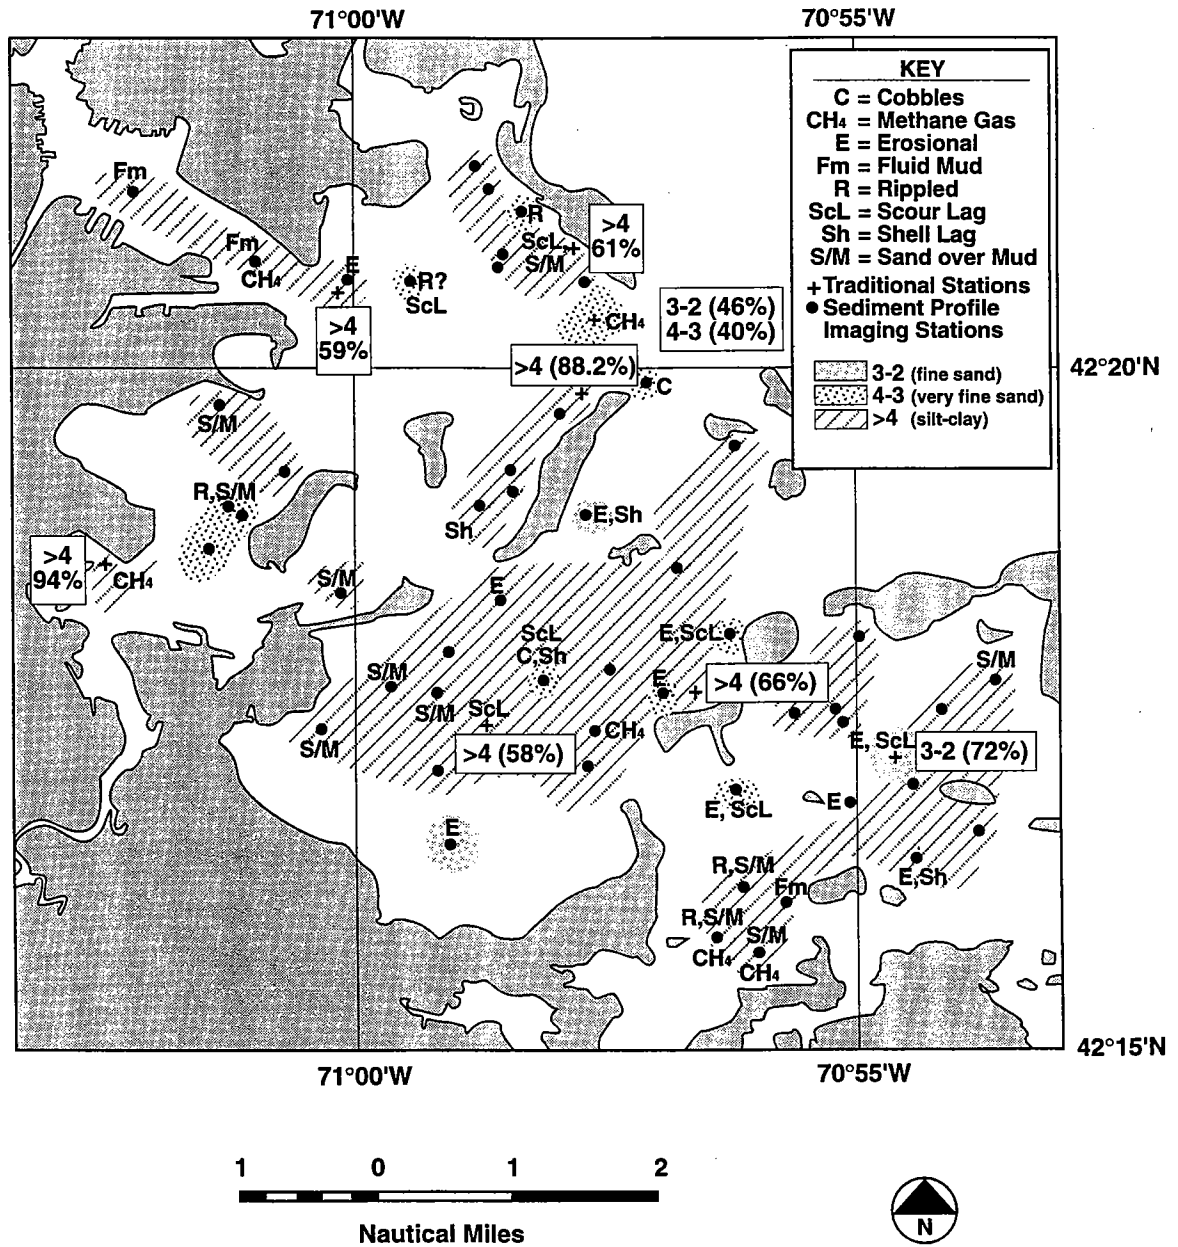 71°00'W
70°55'W
KEY
C = Cobbles
CH₄ = Methane Gas
E = Erosional
Fm = Fluid Mud
R = Rippled
ScL = Scour Lag
Sh = Shell Lag
S/M = Sand over Mud
+ Traditional Stations
● Sediment Profile
Imaging Stations
3-2 (fine sand)
4-3 (very fine sand)
>4 (silt-clay)
Fm
R
Fm
CH₄
E
ScL,
S/M
>4
61%
R?
ScL
CH₄
3-2 (46%)
4-3 (40%)
>4
59%
>4 (88.2%)
42°20'N
C
S/M
R,S/M
Sh
E,Sh
>4
94%
CH₄
S/M
E
ScL
C,Sh
E,ScL
S/M
E
>4 (66%)
S/M
S/M
ScL
S/M
CH₄
>4 (58%)
E, ScL
3-2 (72%)
E, ScL
E
E
R,S/M
Fm
E,Sh
R,S/M
S/M
CH₄
CH₄
42°15'N
71°00'W
70°55'W
1 0 1 2
Nautical Miles
N